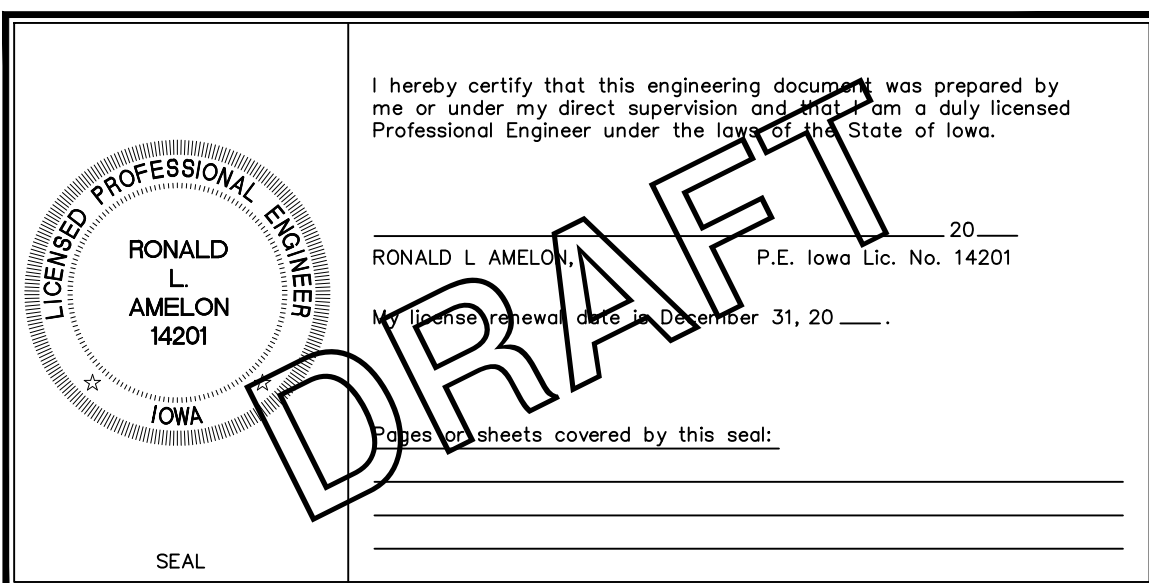 LICENSED PROFESSIONAL ENGINEER
RONALD
L.
AMELON
14201
IOWA
SEAL
I hereby certify that this engineering document was prepared by
me or under my direct supervision and that I am a duly licensed
Professional Engineer under the laws of the State of Iowa.
20
RONALD L AMELON, P.E. Iowa Lic. No. 14201
My license renewal date is December 31, 20 .
Pages or sheets covered by this seal:
DRAFT